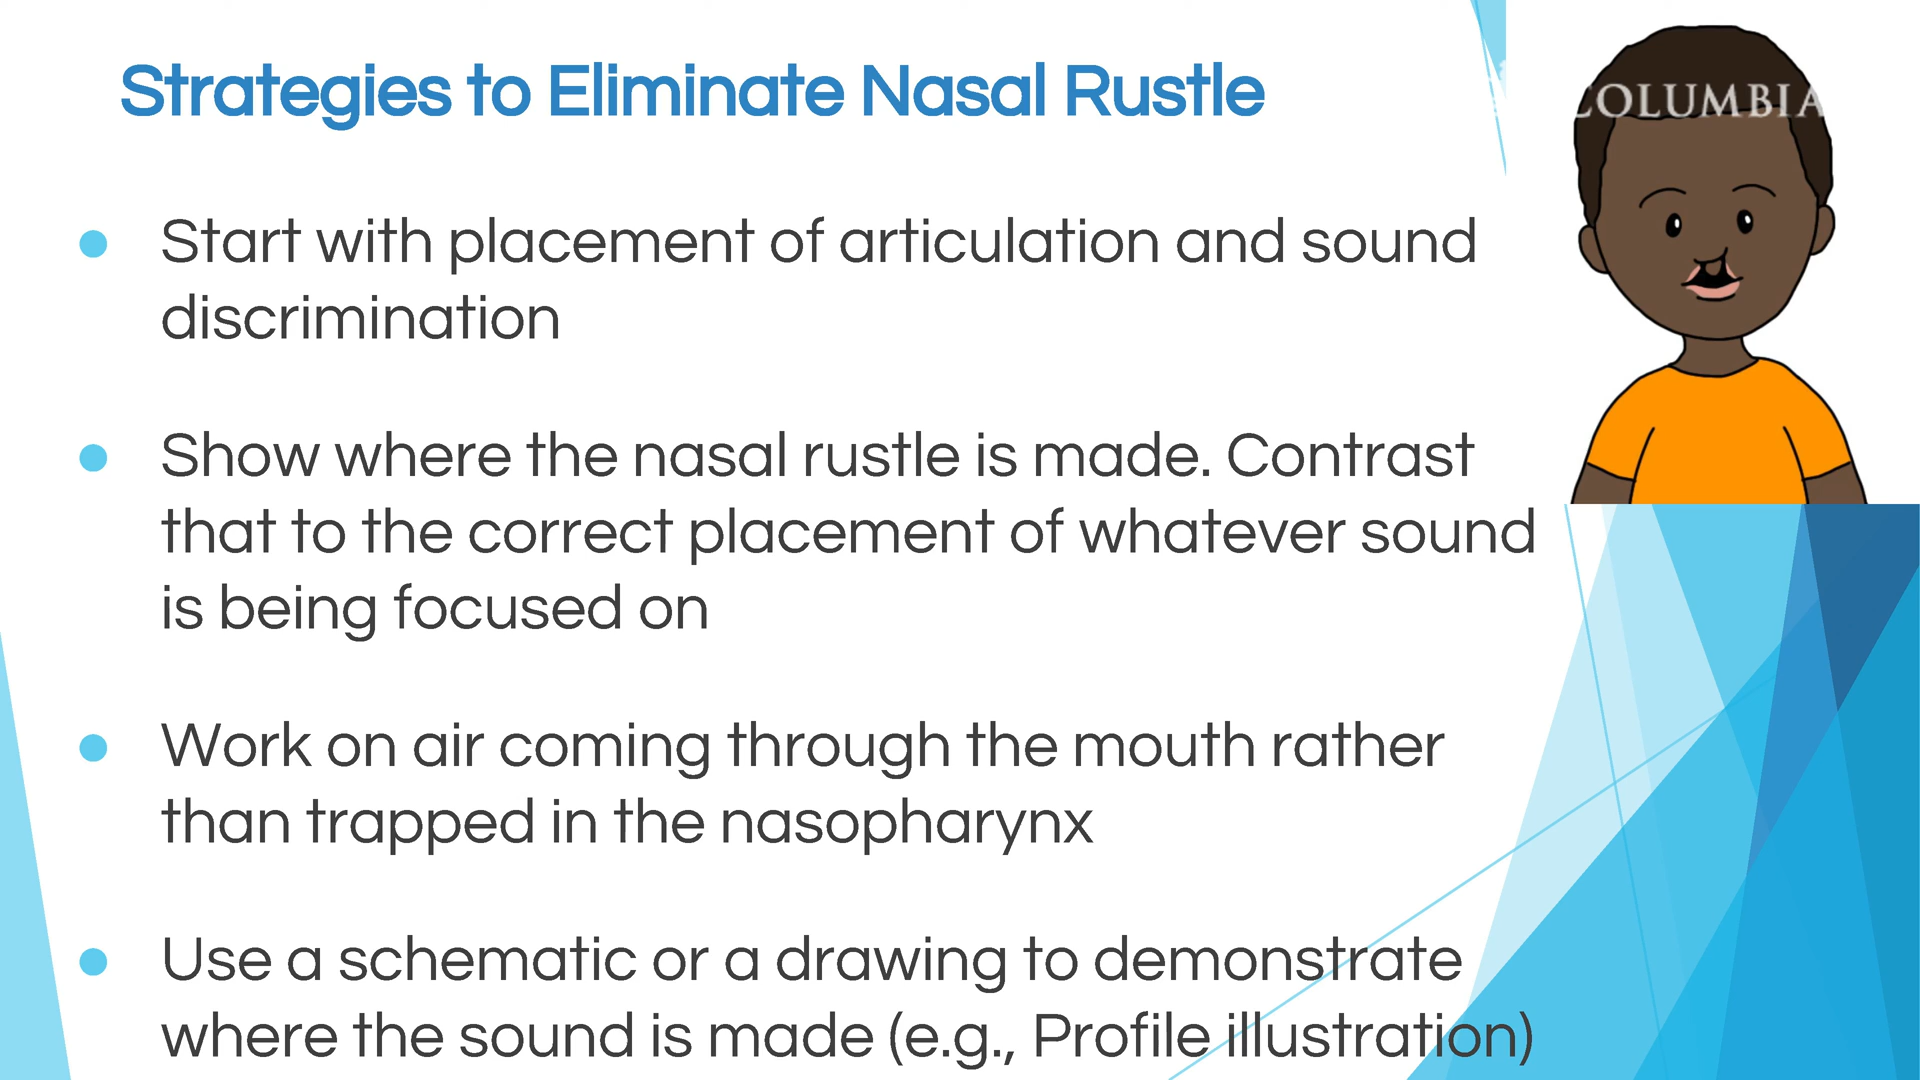 Strategies to Eliminate Nasal Rustle
COLUMBIA
● Start with placement of articulation and sound
discrimination
● Show where the nasal rustle is made. Contrast
that to the correct placement of whatever sound
is being focused on
● Work on air coming through the mouth rather
than trapped in the nasopharynx
● Use a schematic or a drawing to demonstrate
where the sound is made (e.g., Profile illustration)